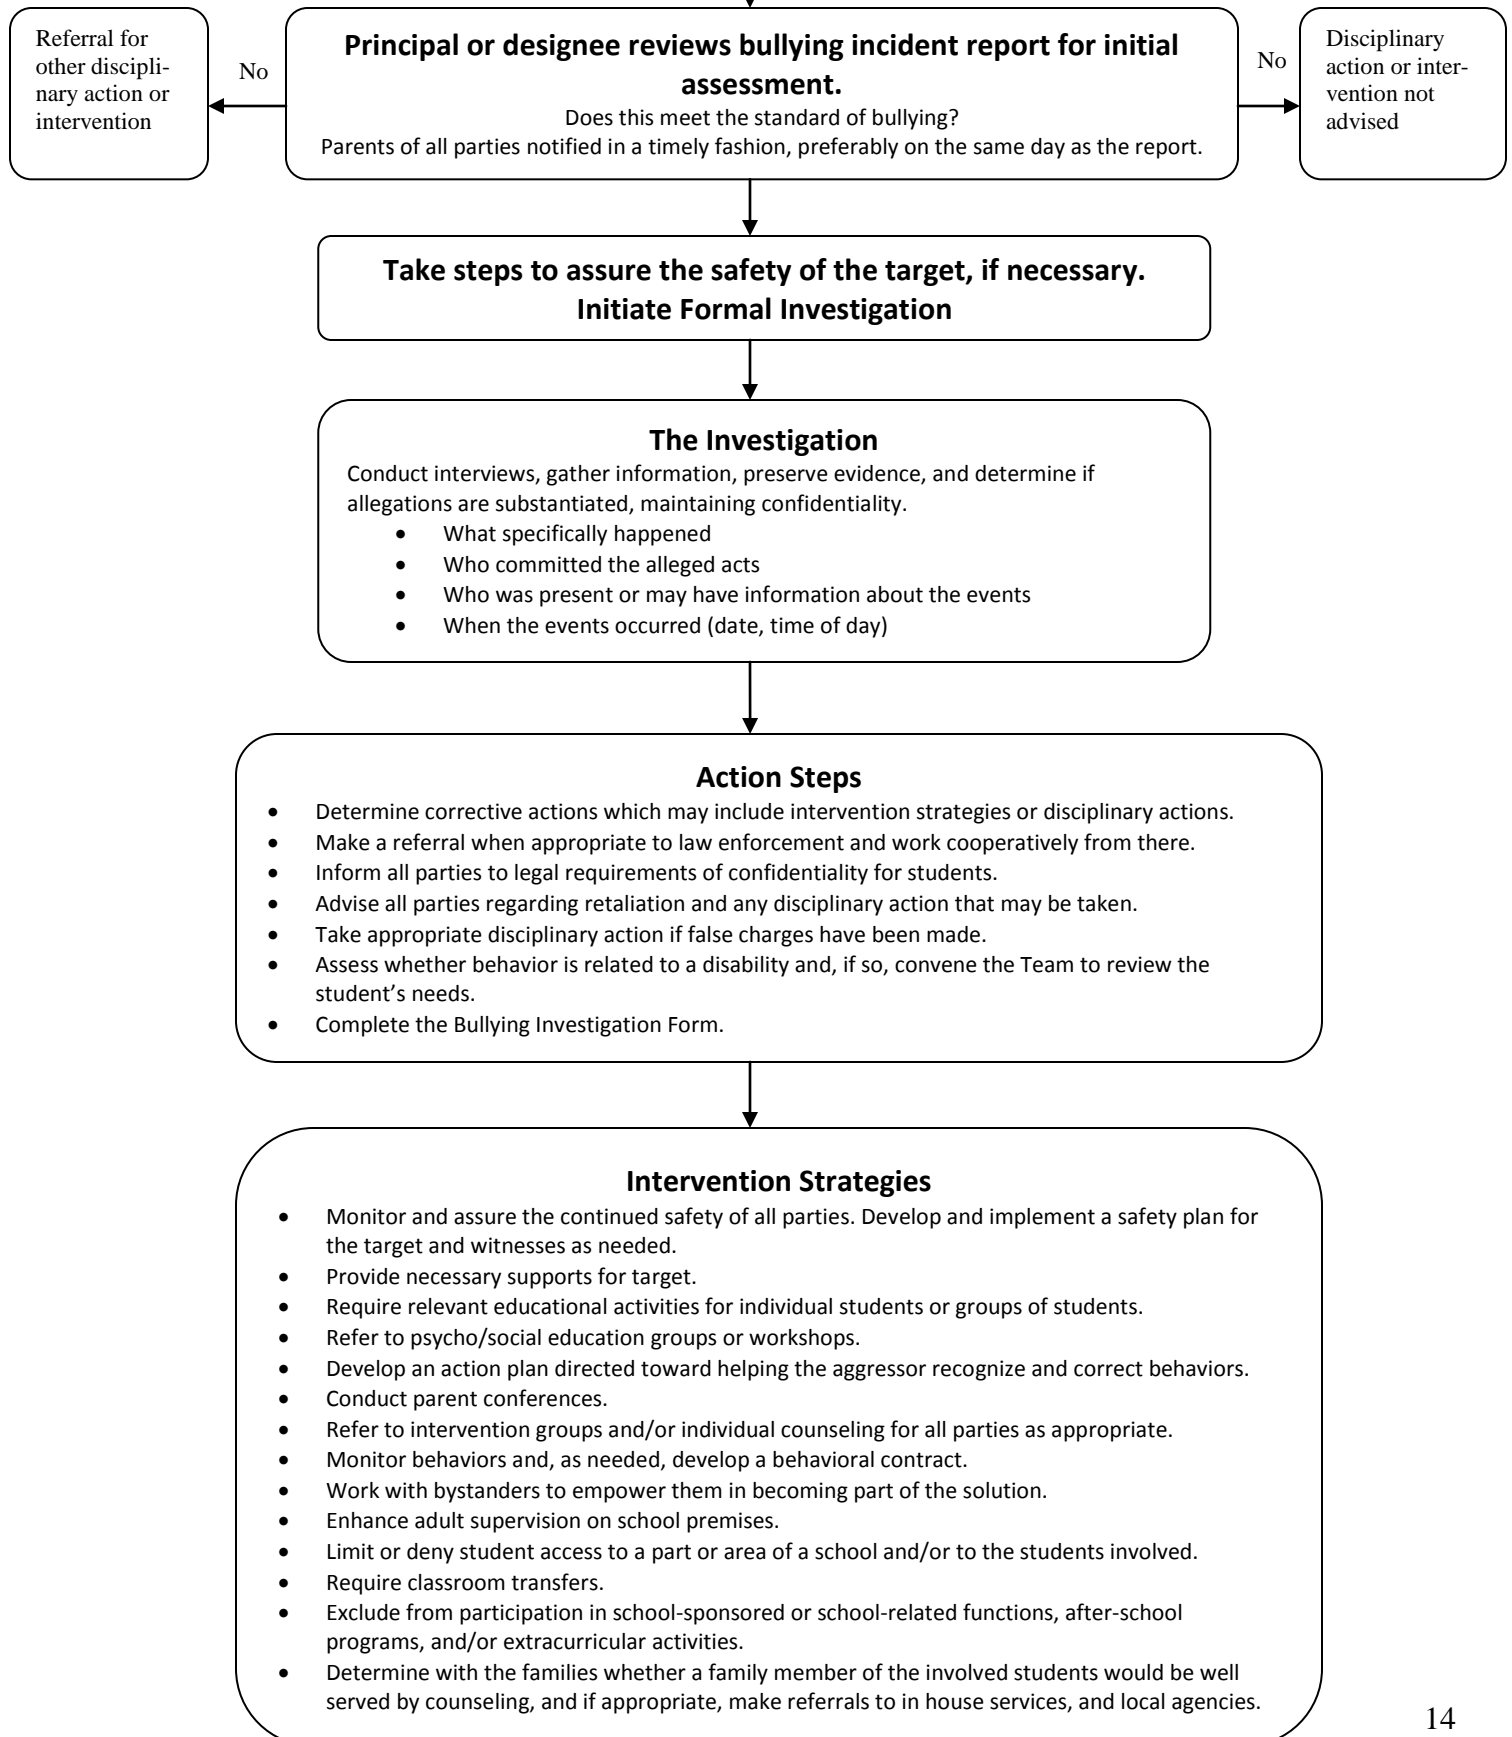 Referral for
other discipli-
nary action or
intervention
No
Principal or designee reviews bullying incident report for initial
assessment.
Does this meet the standard of bullying?
Parents of all parties notified in a timely fashion, preferably on the same day as the report.
No
Disciplinary
action or inter-
vention not
advised
Take steps to assure the safety of the target, if necessary.
Initiate Formal Investigation
The Investigation
Conduct interviews, gather information, preserve evidence, and determine if
allegations are substantiated, maintaining confidentiality.
• What specifically happened
• Who committed the alleged acts
• Who was present or may have information about the events
• When the events occurred (date, time of day)
Action Steps
• Determine corrective actions which may include intervention strategies or disciplinary actions.
• Make a referral when appropriate to law enforcement and work cooperatively from there.
• Inform all parties to legal requirements of confidentiality for students.
• Advise all parties regarding retaliation and any disciplinary action that may be taken.
• Take appropriate disciplinary action if false charges have been made.
• Assess whether behavior is related to a disability and, if so, convene the Team to review the
student’s needs.
• Complete the Bullying Investigation Form.
Intervention Strategies
• Monitor and assure the continued safety of all parties. Develop and implement a safety plan for
the target and witnesses as needed.
• Provide necessary supports for target.
• Require relevant educational activities for individual students or groups of students.
• Refer to psycho/social education groups or workshops.
• Develop an action plan directed toward helping the aggressor recognize and correct behaviors.
• Conduct parent conferences.
• Refer to intervention groups and/or individual counseling for all parties as appropriate.
• Monitor behaviors and, as needed, develop a behavioral contract.
• Work with bystanders to empower them in becoming part of the solution.
• Enhance adult supervision on school premises.
• Limit or deny student access to a part or area of a school and/or to the students involved.
• Require classroom transfers.
• Exclude from participation in school-sponsored or school-related functions, after-school
programs, and/or extracurricular activities.
• Determine with the families whether a family member of the involved students would be well
served by counseling, and if appropriate, make referrals to in house services, and local agencies.
14